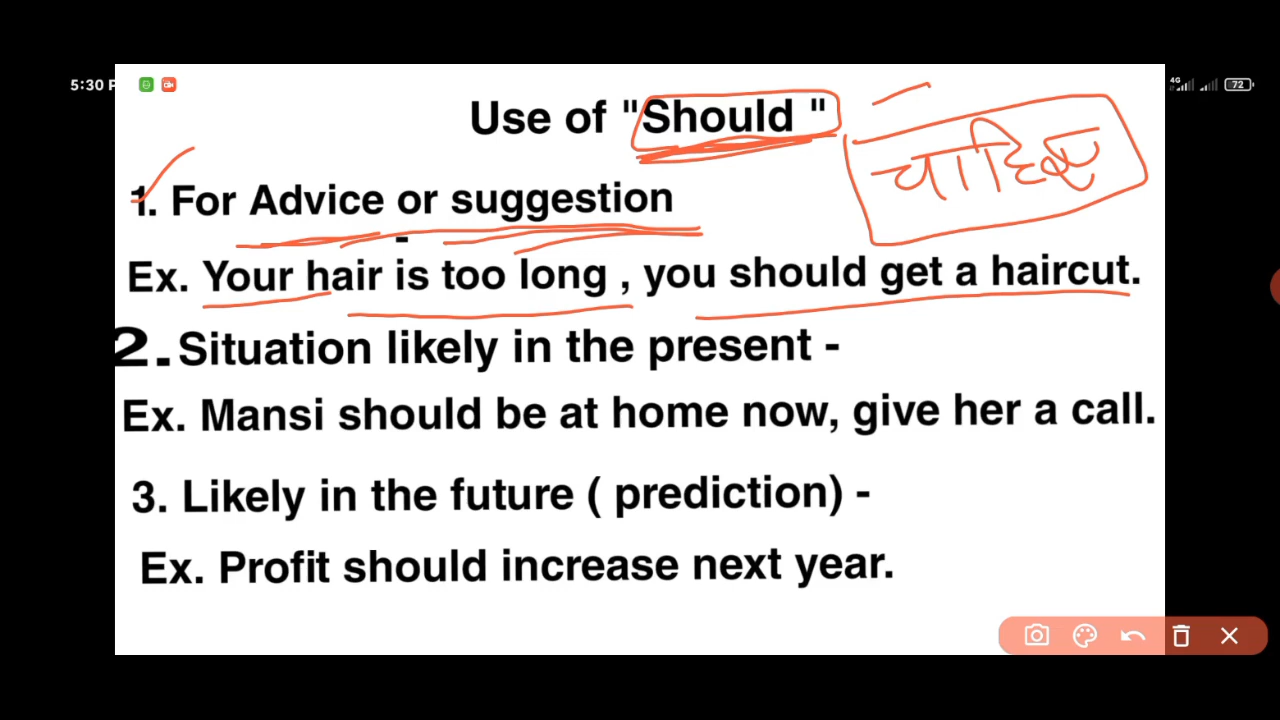 5:30 P
4G
72
Use of "Should "
चाहिए
1. For Advice or suggestion
-
Ex. Your hair is too long , you should get a haircut.
2. Situation likely in the present -
Ex. Mansi should be at home now, give her a call.
3. Likely in the future ( prediction) -
Ex. Profit should increase next year.